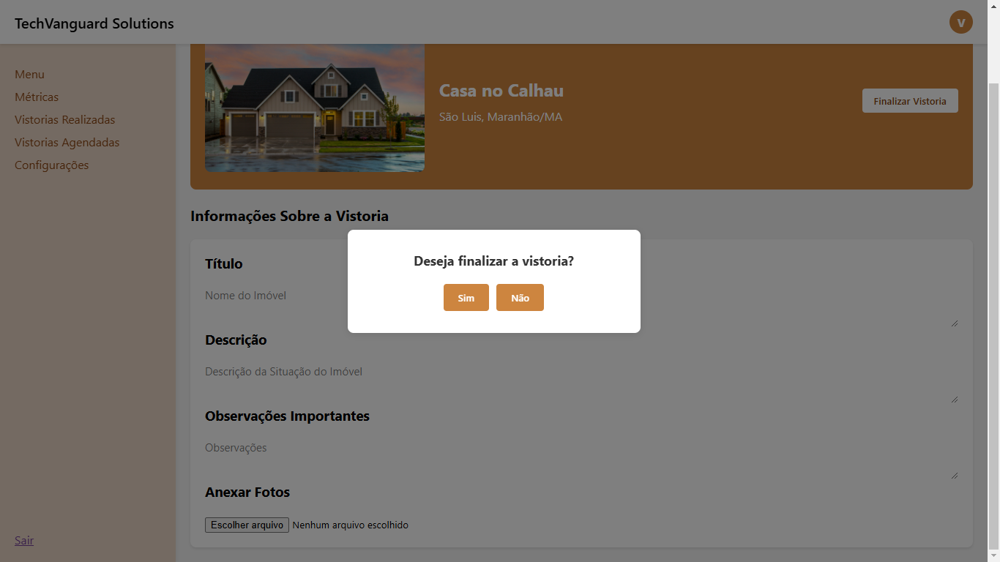 TechVanguard Solutions
V
Menu
Métricas
Vistorias Realizadas
Vistorias Agendadas
Configurações
Sair
Casa no Calhau
São Luis, Maranhão/MA
Finalizar Vistoria
Informações Sobre a Vistoria
Deseja finalizar a vistoria?
Sim Não
Título
Nome do Imóvel
Descrição
Descrição da Situação do Imóvel
Observações Importantes
Observações
Anexar Fotos
Escolher arquivo Nenhum arquivo escolhido